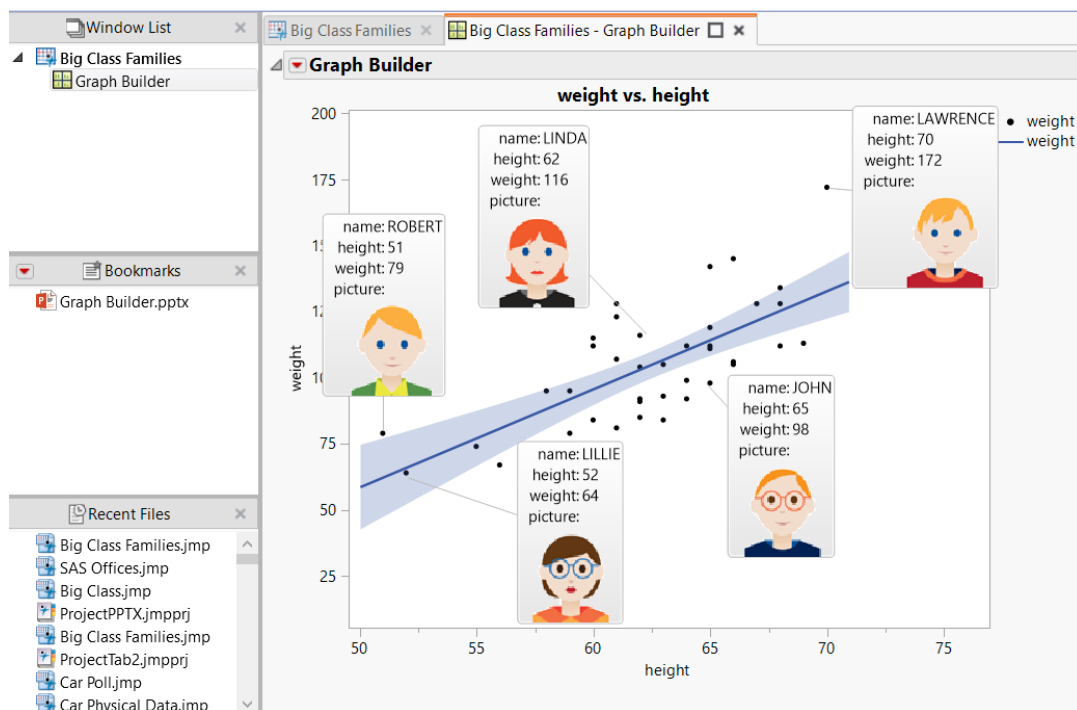 Window List
Big Class Families
Graph Builder
Bookmarks
Graph Builder.pptx
Recent Files
Big Class Families.jmp
SAS Offices.jmp
Big Class.jmp
ProjectPPTX.jmpprj
Big Class Families.jmp
ProjectTab2.jmpprj
Car Poll.jmp
Car Physical Data.jmp
Big Class Families
Big Class Families - Graph Builder
Graph Builder
weight vs. height
200
175
75
50
25
weight
50 55 60 65 70 75
height
name: ROBERT
height: 51
weight: 79
picture:
name: LINDA
height: 62
weight: 116
picture:
name: LAWRENCE
height: 70
weight: 172
picture:
name: LILLIE
height: 52
weight: 64
picture:
name: JOHN
height: 65
weight: 98
picture:
weight
weight